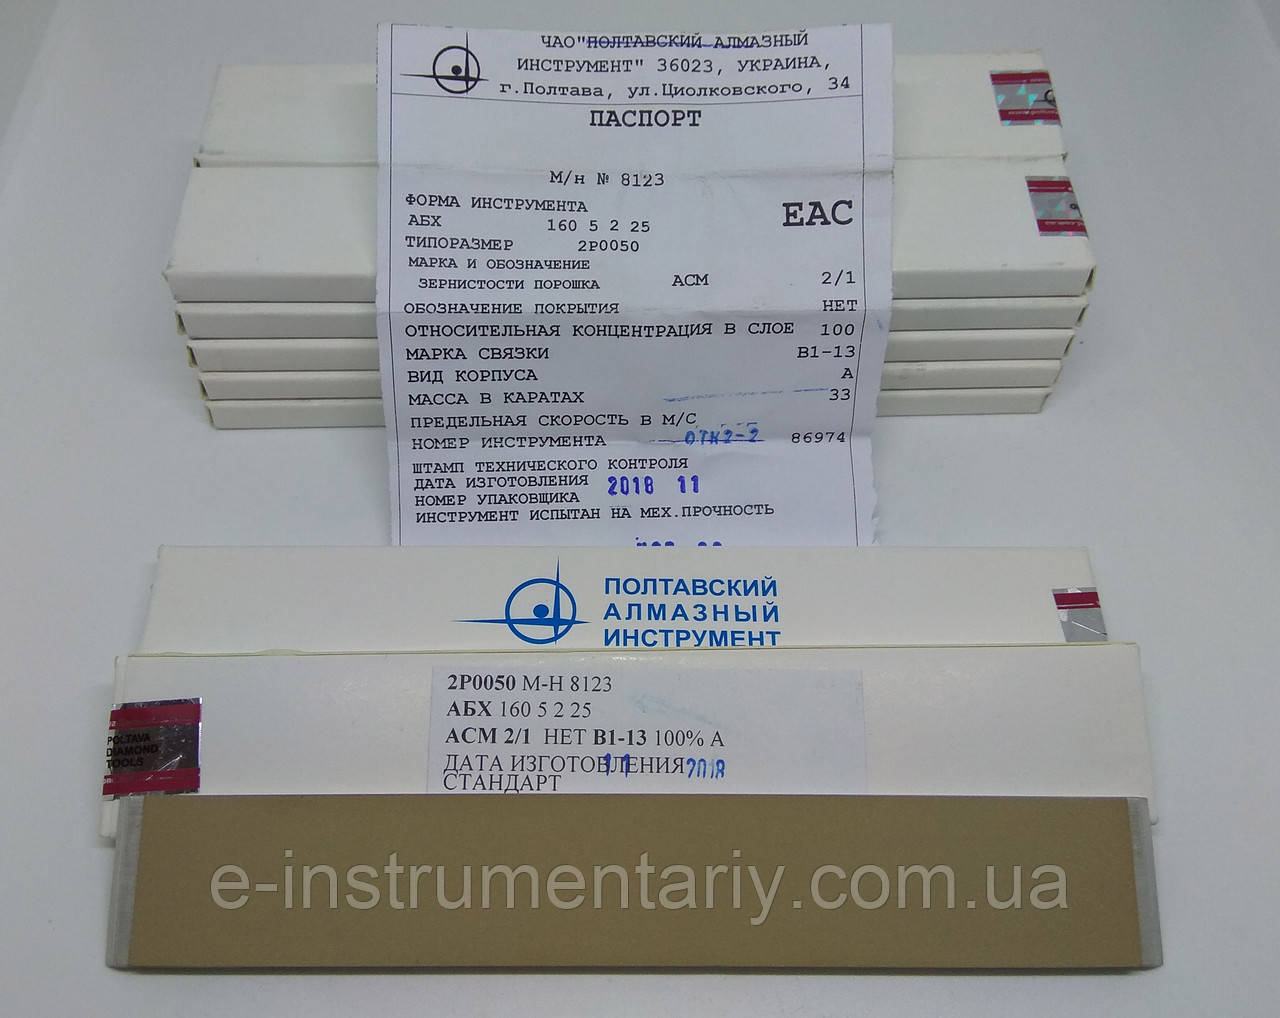 ЧАО"ПОЛТАВСКИЙ АЛМАЗНЫЙ
ИНСТРУМЕНТ" 36023, УКРАИНА,
г.Полтава, ул.Циолковского, 34
ПАСПОРТ
М/н № 8123
ФОРМА ИНСТРУМЕНТА
EAC
АБХ 160 5 2 25
ТИПОРАЗМЕР 2P0050
МАРКА И ОБОЗНАЧЕНИЕ
ЗЕРНИСТОСТИ ПОРОШКА АСМ 2/1
ОБОЗНАЧЕНИЕ ПОКРЫТИЯ НЕТ
ОТНОСИТЕЛЬНАЯ КОНЦЕНТРАЦИЯ В СЛОЕ 100
МАРКА СВЯЗКИ В1-13
ВИД КОРПУСА А
МАССА В КАРАТАХ 33
ПРЕДЕЛЬНАЯ СКОРОСТЬ В М/С
НОМЕР ИНСТРУМЕНТА ОТК2-2 86974
ШТАМП ТЕХНИЧЕСКОГО КОНТРОЛЯ
ДАТА ИЗГОТОВЛЕНИЯ 2018 11
НОМЕР УПАКОВЩИКА
ИНСТРУМЕНТ ИСПЫТАН НА МЕХ.ПРОЧНОСТЬ
ПОЛТАВСКИЙ
АЛМАЗНЫЙ
ИНСТРУМЕНТ
2P0050 М-Н 8123
АБХ 160 5 2 25
АСМ 2/1 НЕТ В1-13 100% А
ДАТА ИЗГОТОВЛЕНИЯ 11 2018
СТАНДАРТ
POLTAVA
DIAMOND
TOOLS
e-instrumentariy.com.ua